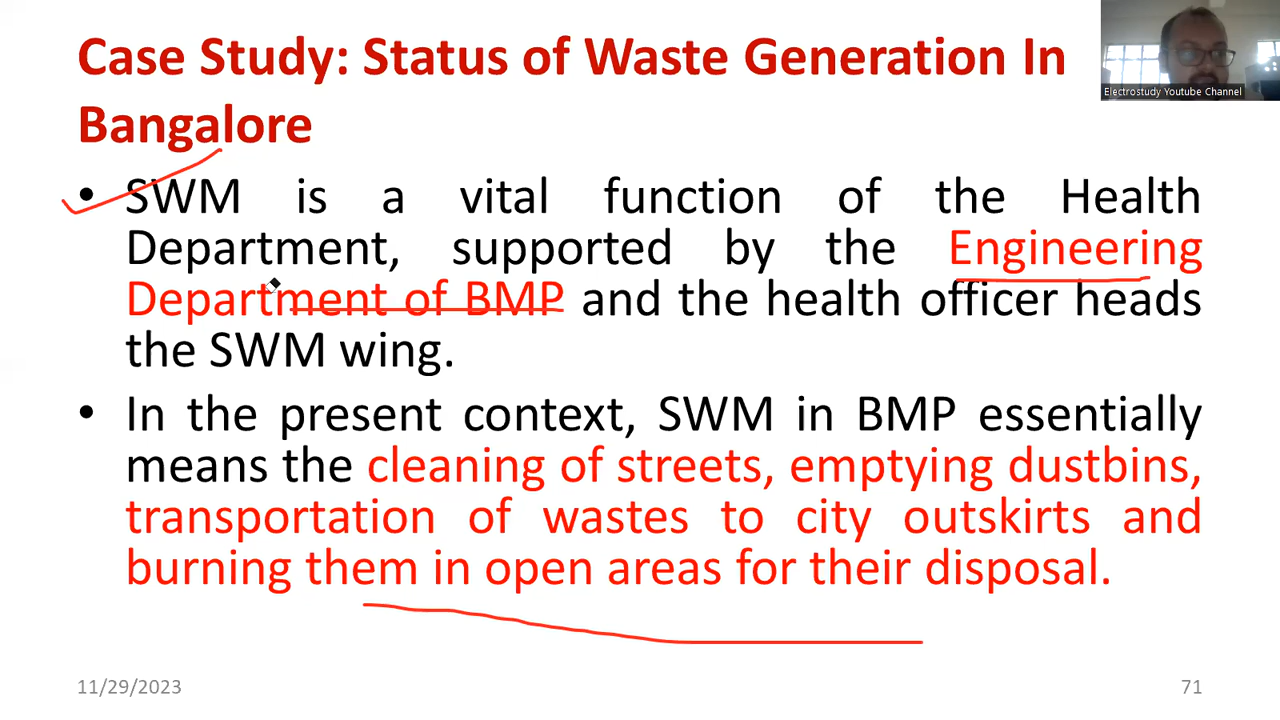 Case Study: Status of Waste Generation In
Bangalore
Electrostudy Youtube Channel
• SWM is a vital function of the Health
Department, supported by the Engineering
Department of BMP and the health officer heads
the SWM wing.
• In the present context, SWM in BMP essentially
means the cleaning of streets, emptying dustbins,
transportation of wastes to city outskirts and
burning them in open areas for their disposal.
11/29/2023
71